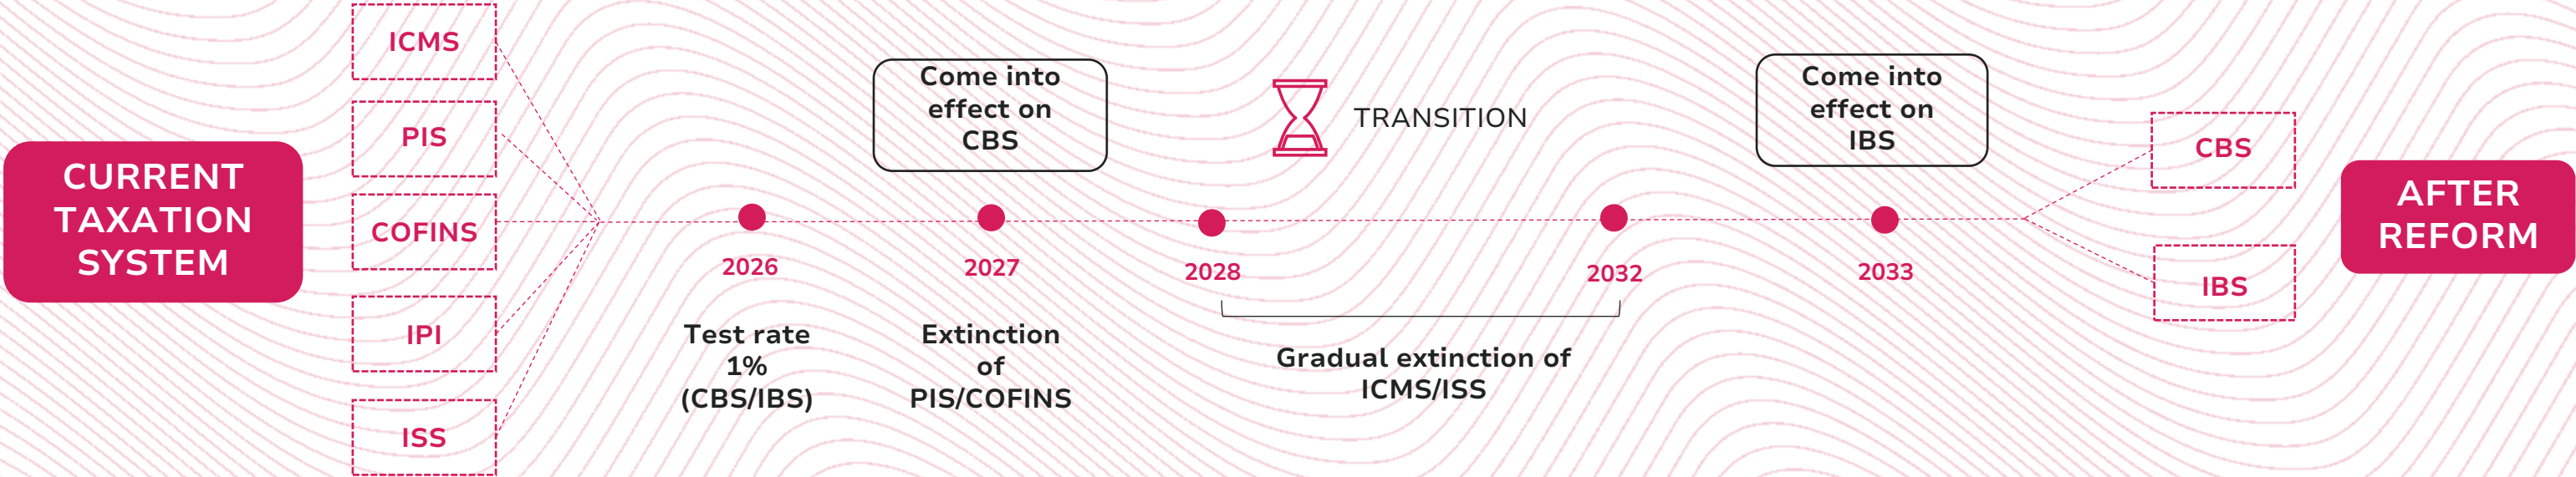 CURRENT
TAXATION
SYSTEM
ICMS
PIS
COFINS
IPI
ISS
2026
Test rate
1%
(CBS/IBS)
Come into
effect on
CBS
2027
Extinction
of
PIS/COFINS
TRANSITION
2028
2032
Gradual extinction of
ICMS/ISS
Come into
effect on
IBS
2033
CBS
IBS
AFTER
REFORM